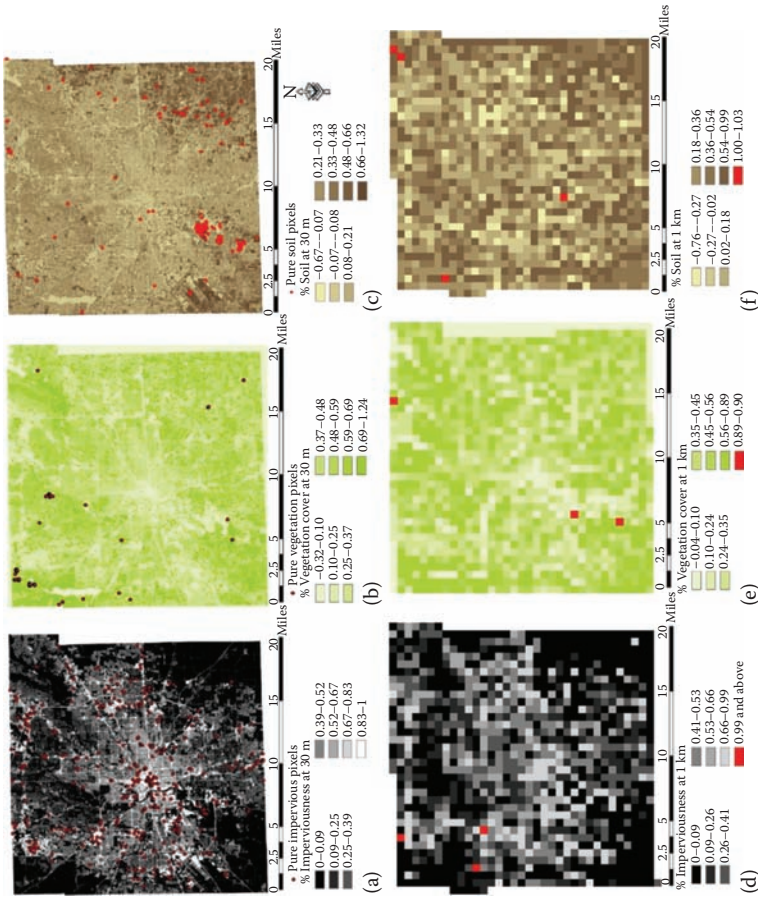 0 2.5 5 10 15 20 Miles
Pure impervious pixels
% Imperviousness at 30 m
0–0.09 0.39–0.52
0.09–0.25 0.52–0.67
0.25–0.39 0.67–0.83
0.83–1
(a)
0 2.5 5 10 15 20 Miles
Pure vegetation pixels
% Vegetation cover at 30 m
−0.32–0.10 0.37–0.48
0.10–0.25 0.48–0.59
0.25–0.37 0.59–0.69
0.69–1.24
(b)
0 2.5 5 10 15 20 Miles
Pure soil pixels
% Soil at 30 m
−0.67–−0.07 0.21–0.33
−0.07–−0.08 0.33–0.48
0.08–0.21 0.48–0.66
0.66–1.32
(c)
N
0 2.5 5 10 15 20 Miles
% Imperviousness at 1 km
0–0.09 0.41–0.53
0.09–0.26 0.53–0.66
0.26–0.41 0.66–0.99
0.99 and above
(d)
0 2.5 5 10 15 20 Miles
% Vegetation cover at 1 km
−0.04–0.10 0.35–0.45
0.10–0.24 0.45–0.56
0.24–0.35 0.56–0.89
0.89–0.90
(e)
0 2.5 5 10 15 20 Miles
% Soil at 1 km
−0.76–−0.27 0.18–0.36
−0.27–−0.02 0.36–0.54
0.02–0.18 0.54–0.99
1.00–1.03
(f)